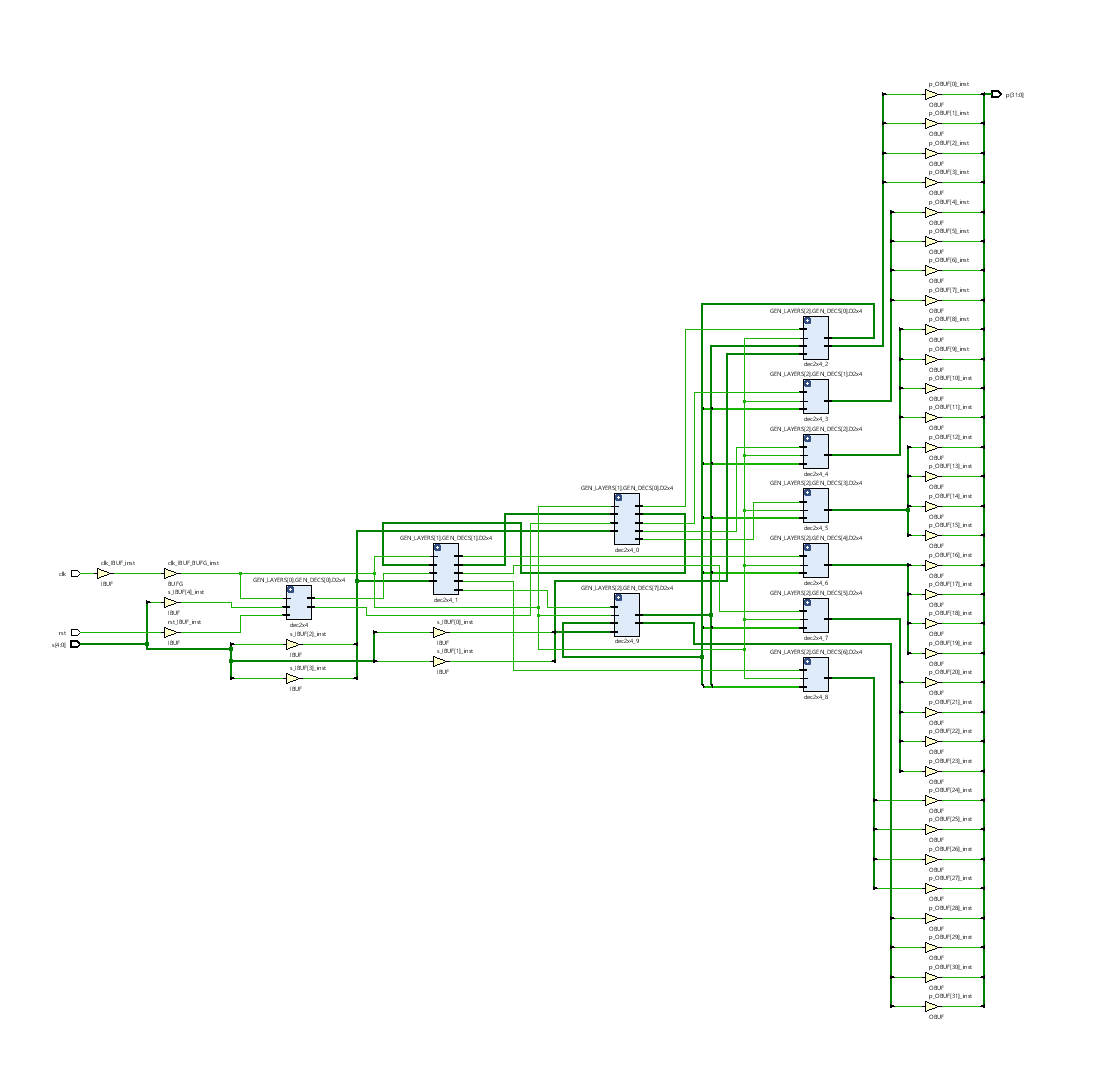 p_OBUF[0]_inst
p[31:0]
OBUF
p_OBUF[1]_inst
OBUF
p_OBUF[2]_inst
OBUF
p_OBUF[3]_inst
OBUF
p_OBUF[4]_inst
OBUF
p_OBUF[5]_inst
OBUF
p_OBUF[6]_inst
OBUF
p_OBUF[7]_inst
OBUF
GEN_LAYERS[2].GEN_DECS[0].D2x4
p_OBUF[8]_inst
OBUF
p_OBUF[9]_inst
dec2x4_2
OBUF
GEN_LAYERS[2].GEN_DECS[1].D2x4
p_OBUF[10]_inst
OBUF
p_OBUF[11]_inst
dec2x4_3
OBUF
GEN_LAYERS[2].GEN_DECS[2].D2x4
p_OBUF[12]_inst
OBUF
p_OBUF[13]_inst
dec2x4_4
OBUF
GEN_LAYERS[2].GEN_DECS[3].D2x4
GEN_LAYERS[1].GEN_DECS[0].D2x4
p_OBUF[14]_inst
OBUF
p_OBUF[15]_inst
dec2x4_5
OBUF
GEN_LAYERS[1].GEN_DECS[1].D2x4
GEN_LAYERS[2].GEN_DECS[4].D2x4
dec2x4_0
p_OBUF[16]_inst
clk_IBUF_inst
clk_IBUF_BUFG_inst
OBUF
clk
IBUF
BUFG
GEN_LAYERS[0].GEN_DECS[0].D2x4
dec2x4_6
p_OBUF[17]_inst
s_IBUF[4]_inst
GEN_LAYERS[2].GEN_DECS[7].D2x4
GEN_LAYERS[2].GEN_DECS[5].D2x4
dec2x4_1
OBUF
IBUF
p_OBUF[18]_inst
rst_IBUF_inst
dec2x4
s_IBUF[0]_inst
OBUF
rst
s_IBUF[2]_inst
dec2x4_7
IBUF
IBUF
dec2x4_9
p_OBUF[19]_inst
s[4:0]
s_IBUF[1]_inst
GEN_LAYERS[2].GEN_DECS[6].D2x4
OBUF
IBUF
s_IBUF[3]_inst
IBUF
p_OBUF[20]_inst
IBUF
OBUF
dec2x4_8
p_OBUF[21]_inst
OBUF
p_OBUF[22]_inst
OBUF
p_OBUF[23]_inst
OBUF
p_OBUF[24]_inst
OBUF
p_OBUF[25]_inst
OBUF
p_OBUF[26]_inst
OBUF
p_OBUF[27]_inst
OBUF
p_OBUF[28]_inst
OBUF
p_OBUF[29]_inst
OBUF
p_OBUF[30]_inst
OBUF
p_OBUF[31]_inst
OBUF